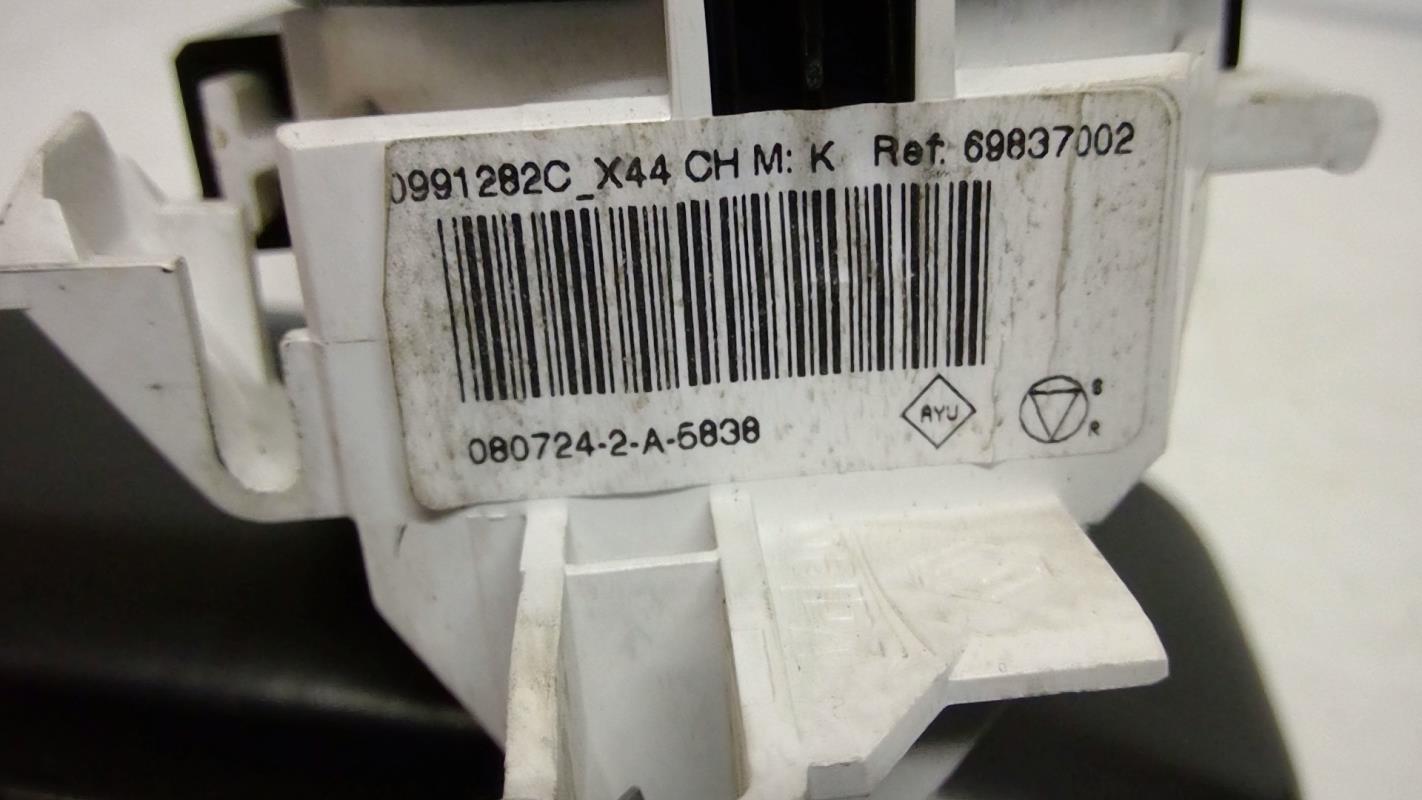 0991282C_X44 CH M: K Ref: 69837002
080724-2-A-5838
AYU
S
R